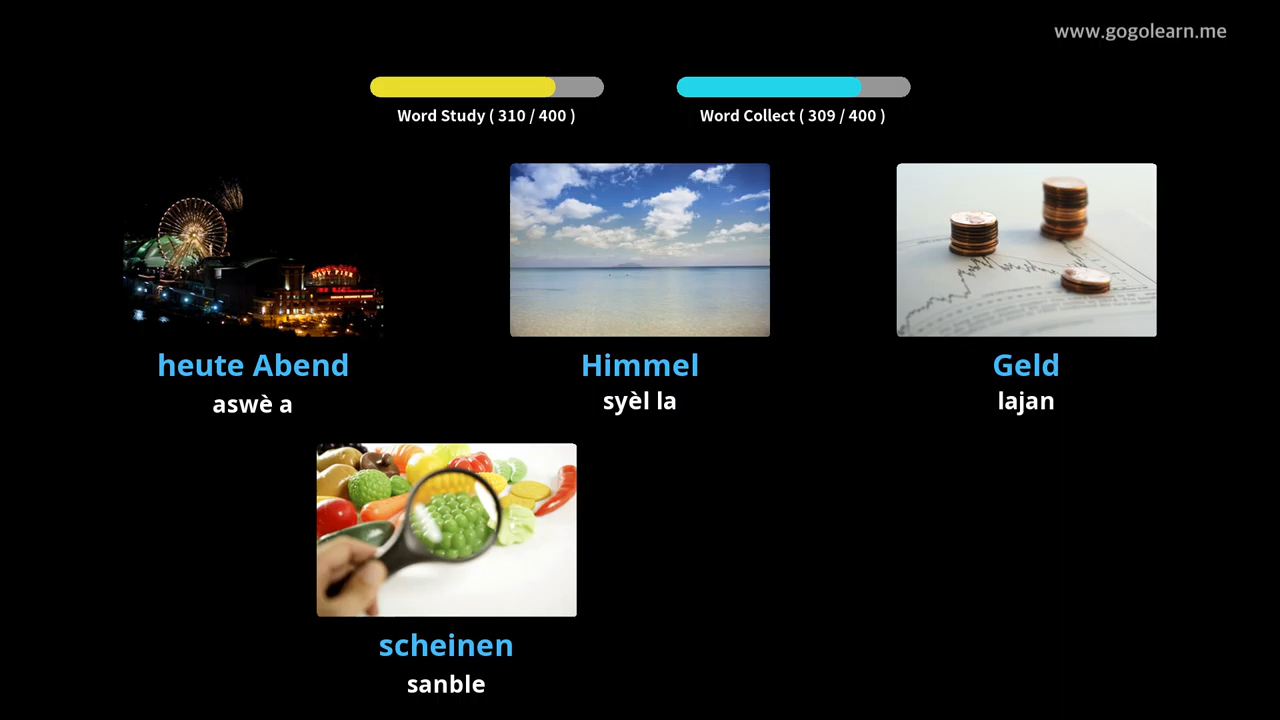 www.gogolearn.me
Word Study ( 310 / 400 )
Word Collect ( 309 / 400 )
heute Abend
aswè a
Himmel
syèl la
Geld
lajan
scheinen
sanble